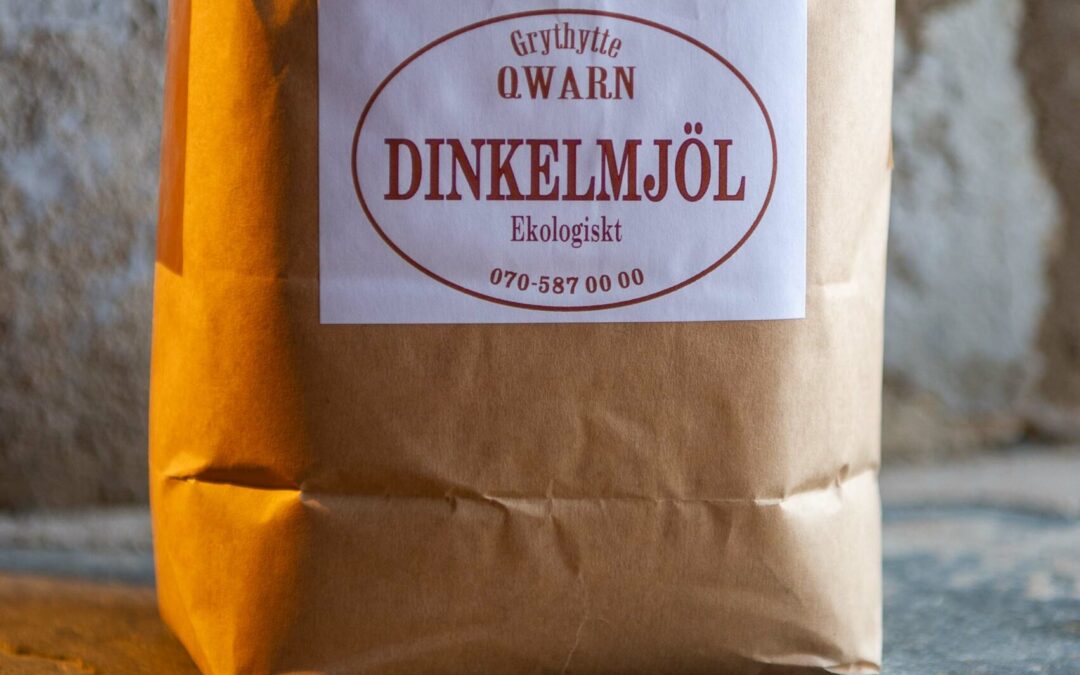 Grythytte
QWARN
DINKELMJÖL
Ekologiskt
070-587 00 00